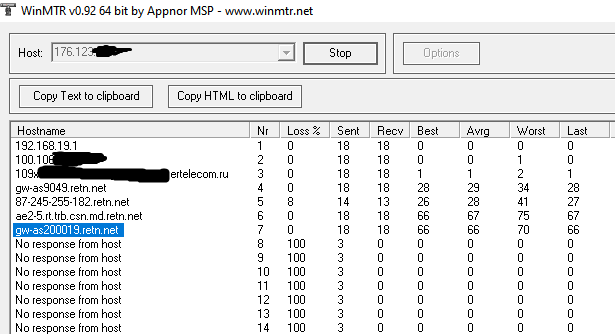 WinMTR v0.92 64 bit by Appnor MSP - www.winmtr.net
Host: 176.123. Stop Options
Copy Text to clipboard Copy HTML to clipboard
Hostname Nr Loss % Sent Recv Best Avrg Worst Last
192.168.19.1 1 0 18 18 0 0 0 0
100.106 2 0 18 18 0 0 1 0
109x ertelecom.ru 3 0 18 18 1 1 2 1
gw-as9049.retn.net 4 0 18 18 28 29 34 28
87-245-255-182.retn.net 5 8 14 13 26 28 41 27
ae2-5.rt.trb.csn.md.retn.net 6 0 18 18 66 67 75 67
gw-as200019.retn.net 7 0 18 18 66 66 70 66
No response from host 8 100 3 0 0 0 0 0
No response from host 9 100 3 0 0 0 0 0
No response from host 10 100 3 0 0 0 0 0
No response from host 11 100 3 0 0 0 0 0
No response from host 12 100 3 0 0 0 0 0
No response from host 13 100 3 0 0 0 0 0
No response from host 14 100 3 0 0 0 0 0